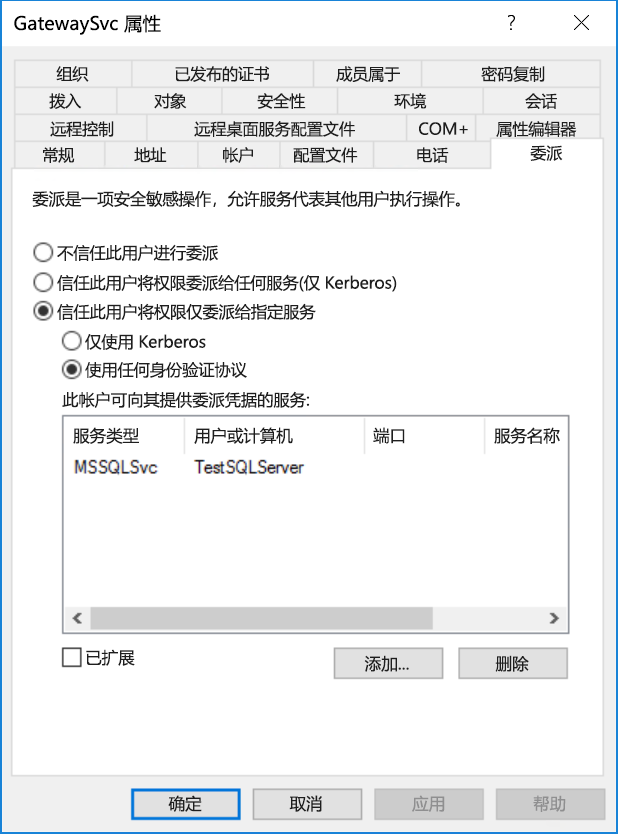 GatewaySvc 属性
组织 已发布的证书 成员属于 密码复制
拨入 对象 安全性 环境 会话
远程控制 远程桌面服务配置文件 COM+ 属性编辑器
常规 地址 帐户 配置文件 电话 委派
委派是一项安全敏感操作，允许服务代表其他用户执行操作。
不信任此用户进行委派
信任此用户将权限委派给任何服务(仅 Kerberos)
信任此用户将权限仅委派给指定服务
仅使用 Kerberos
使用任何身份验证协议
此帐户可向其提供委派凭据的服务:
服务类型 用户或计算机 端口 服务名称
MSSQLSvc TestSQLServer
已扩展 添加... 删除
确定 取消 应用 帮助